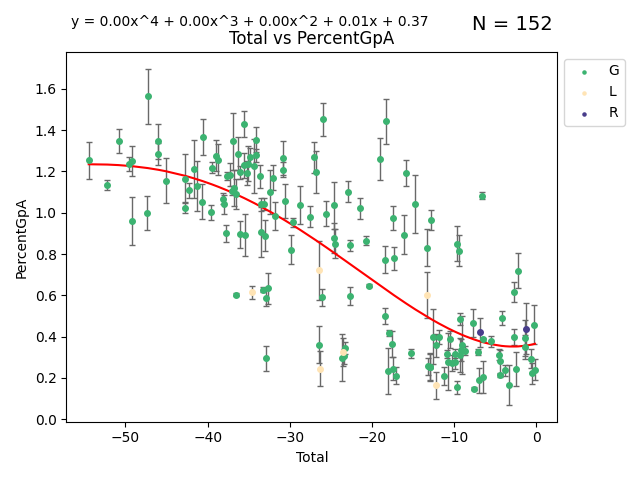 y = 0.00x^4 + 0.00x^3 + 0.00x^2 + 0.01x + 0.37
N = 152
Total vs PercentGpA
G
L
R
PercentGpA
1.6
1.4
1.2
1.0
0.8
0.6
0.4
0.2
0.0
−50
−40
−30
−20
−10
0
Total